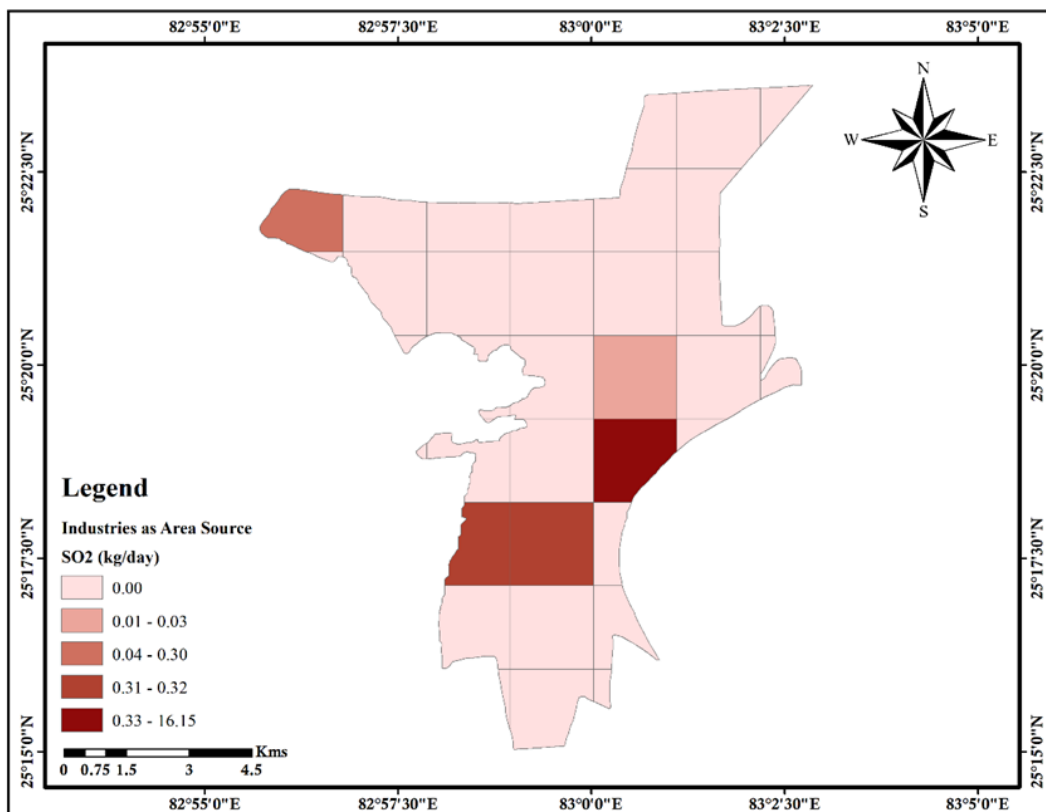 82°55'0"E 82°57'30"E 83°0'0"E 83°2'30"E 83°5'0"E
N
W E
S
25°22'30"N 25°22'30"N
25°20'0"N 25°20'0"N
25°17'30"N 25°17'30"N
25°15'0"N 25°15'0"N
Legend
Industries as Area Source
SO2 (kg/day)
0.00
0.01 - 0.03
0.04 - 0.30
0.31 - 0.32
0.33 - 16.15
Kms
0 0.75 1.5 3 4.5
82°55'0"E 82°57'30"E 83°0'0"E 83°2'30"E 83°5'0"E